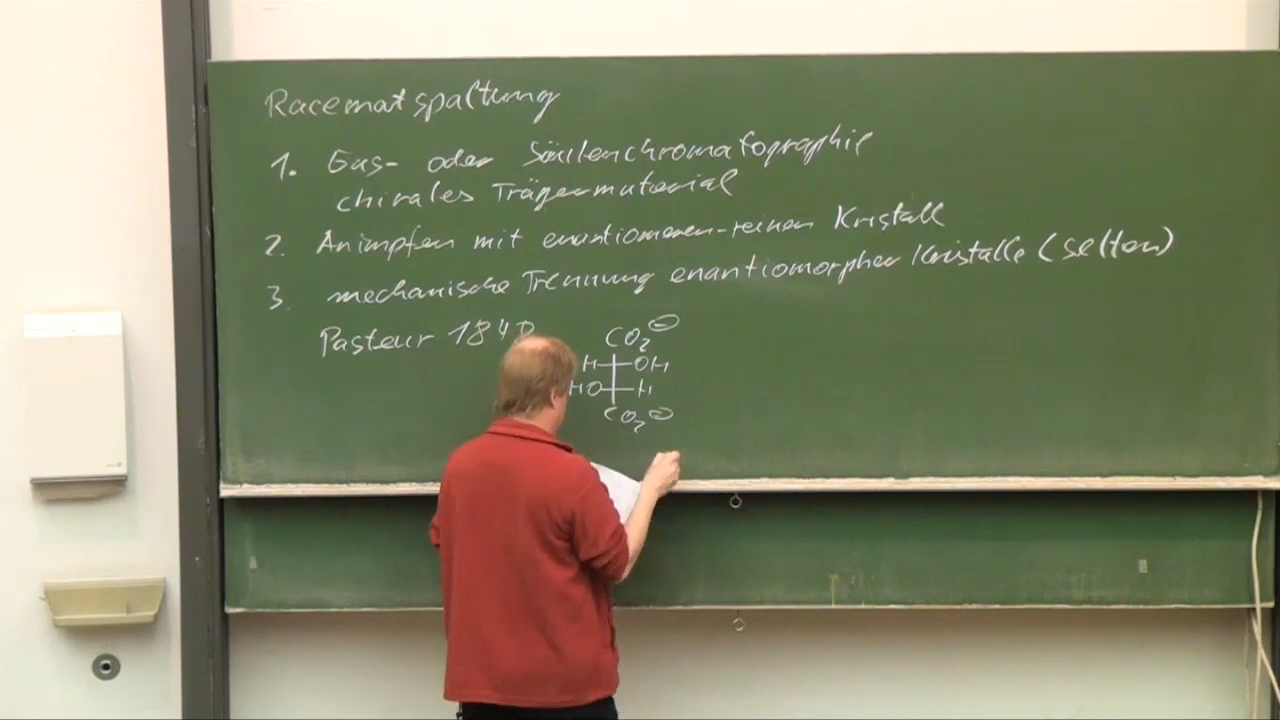 Racematspaltung
1. Gas- oder Säulenchromatographie
chirales Trägermaterial
2. Animpfen mit enantiomeren-reinen Kristall
3. mechanische Trennung enantiomorpher Kristalle (selten)
Pasteur 1848
CO2⊖
H OH
HO H
CO2⊖